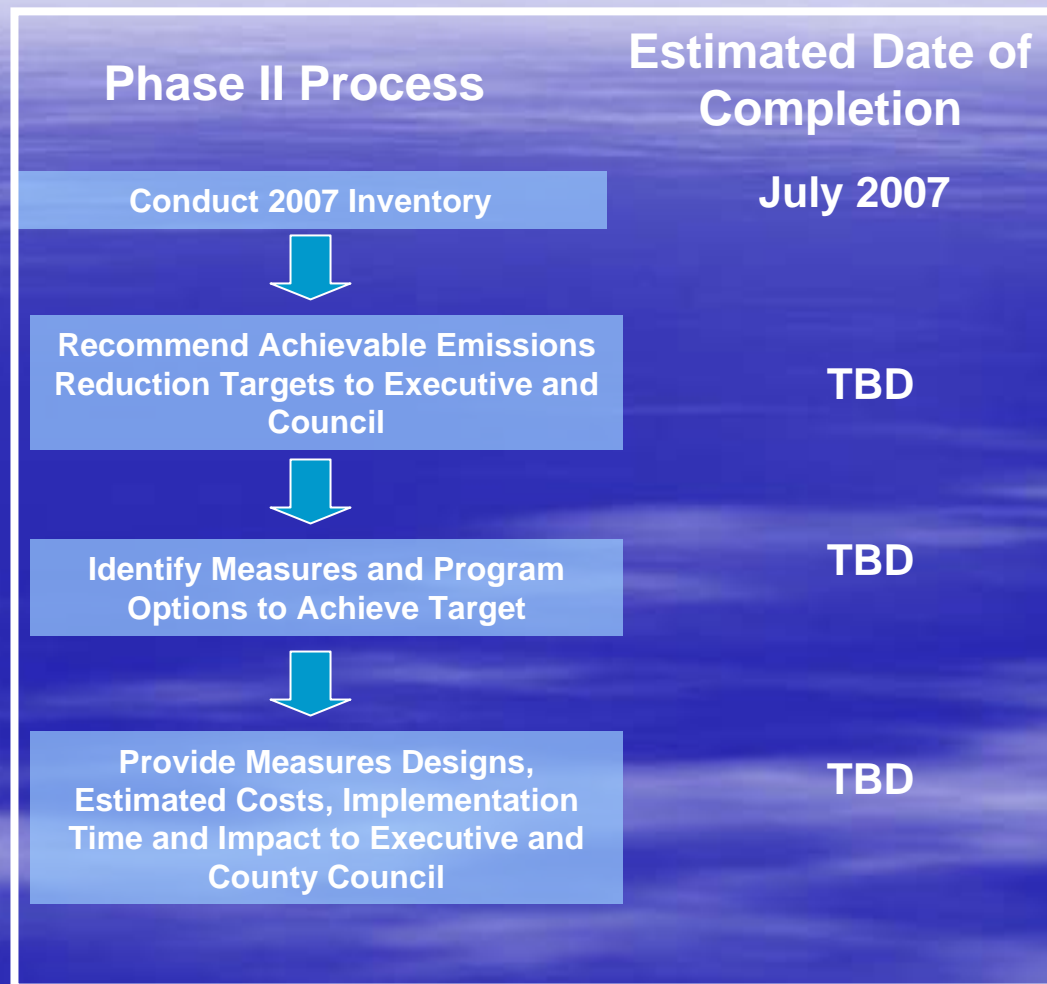 Phase II Process
Estimated Date of
Completion
Conduct 2007 Inventory
July 2007
Recommend Achievable Emissions
Reduction Targets to Executive and
Council
TBD
Identify Measures and Program
Options to Achieve Target
TBD
Provide Measures Designs,
Estimated Costs, Implementation
Time and Impact to Executive and
County Council
TBD